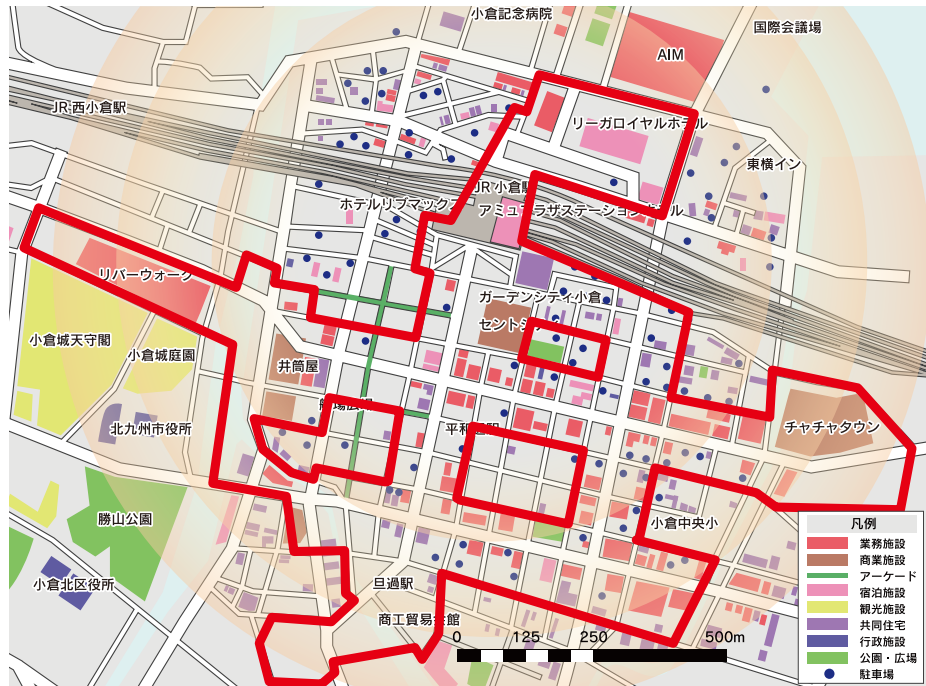 小倉記念病院
国際会議場
AIM
JR 西小倉駅
リーガロイヤルホテル
東横イン
JR 小倉駅
ホテルリブマックス
アミュプラザステーションホテル
リバーウォーク
ガーデンシティ小倉
セントシティ
小倉城天守閣
小倉城庭園
井筒屋
平和通駅
チャチャタウン
北九州市役所
勝山公園
小倉中央小
小倉北区役所
旦過駅
商工貿易会館
0 125 250 500m
凡例
業務施設
商業施設
アーケード
宿泊施設
観光施設
共同住宅
行政施設
公園・広場
駐車場